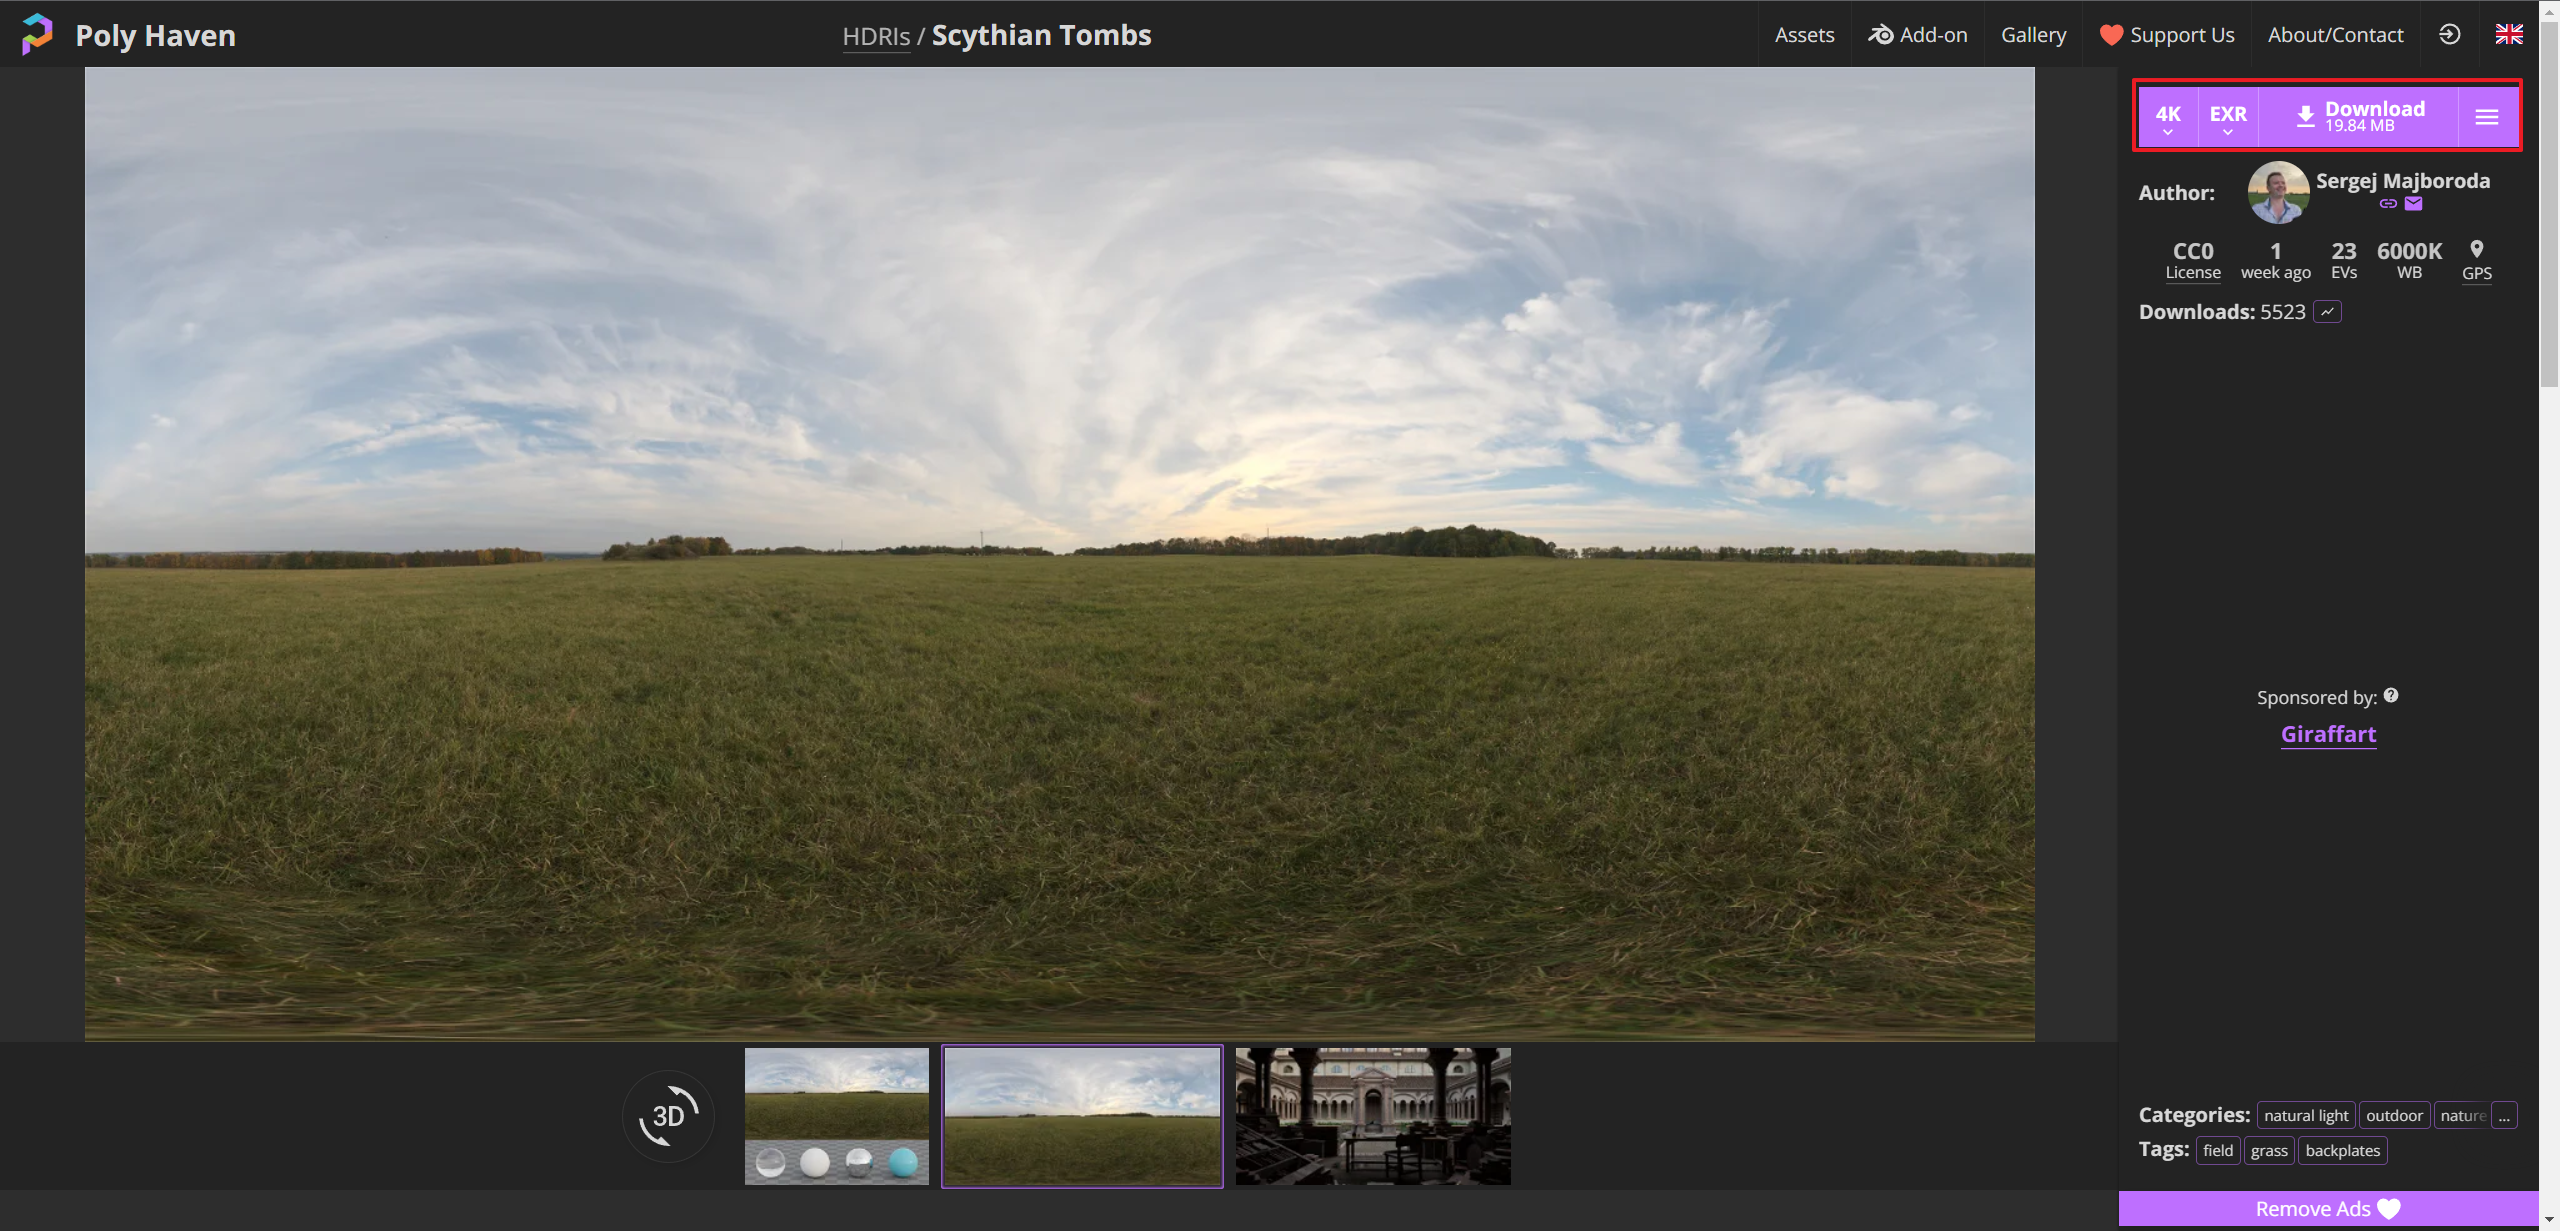 Poly Haven
HDRIs / Scythian Tombs
Assets
Add-on
Gallery
Support Us
About/Contact
4K
EXR
Download
19.84 MB
Author:
Sergej Majboroda
CC0
License
1
week ago
23
EVs
6000K
WB
GPS
Downloads: 5523
Sponsored by: ?
Giraffart
3D
Categories: natural light outdoor nature ...
Tags: field grass backplates
Remove Ads